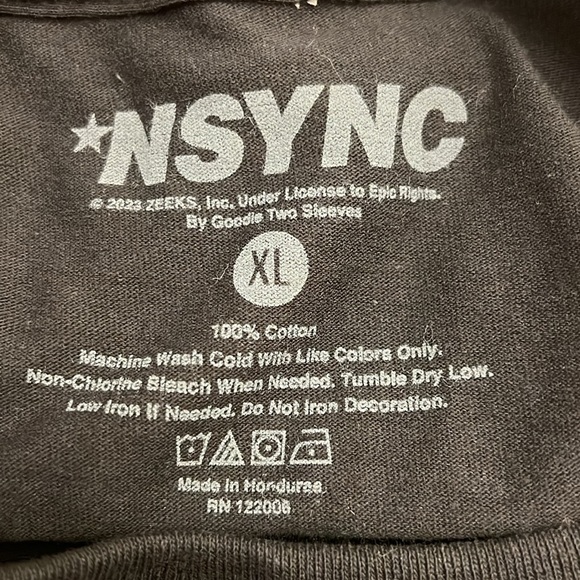 *NSYNC
© 2023 ZEEKS, Inc. Under License to Epic Rights.
By Goodie Two Sleeves
XL
100% Cotton
Machine Wash Cold With Like Colors Only.
Non-Chlorine Bleach When Needed. Tumble Dry Low.
Low Iron If Needed. Do Not Iron Decoration.
Made in Honduras
RN 122006